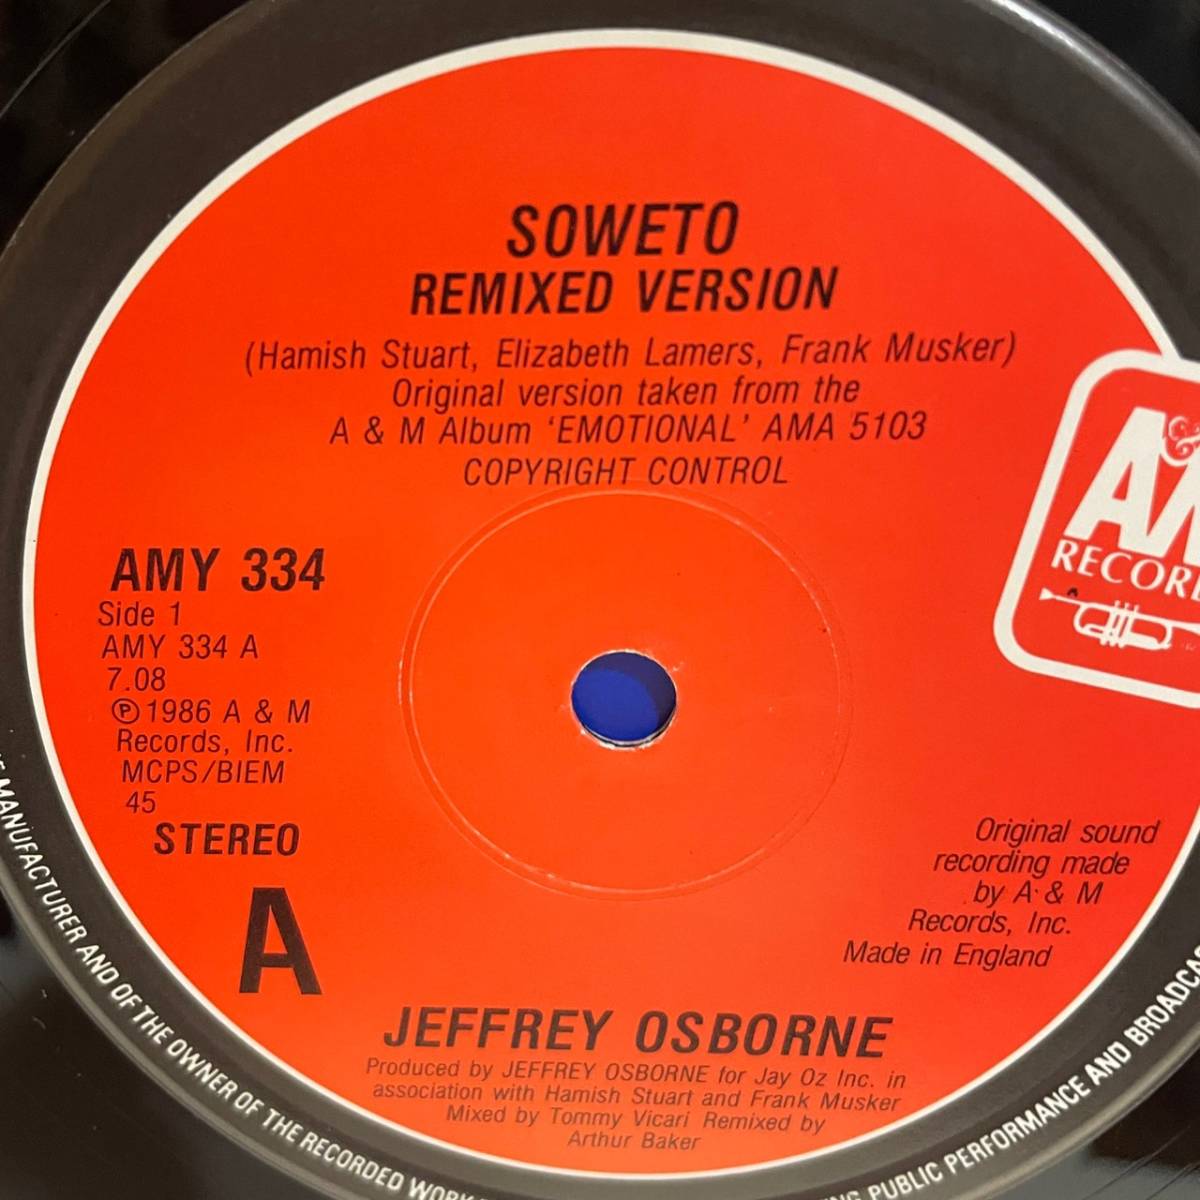 SOWETO
REMIXED VERSION
(Hamish Stuart, Elizabeth Lamers, Frank Musker)
Original version taken from the
A & M Album ‘EMOTIONAL’ AMA 5103
COPYRIGHT CONTROL
AMY 334
Side 1
AMY 334 A
7.08
℗ 1986 A & M
Records, Inc.
MCPS/BIEM
45
STEREO
A
RECORD
Original sound
recording made
by A & M
Records, Inc.
Made in England
JEFFREY OSBORNE
Produced by JEFFREY OSBORNE for Jay Oz Inc. in
association with Hamish Stuart and Frank Musker
Mixed by Tommy Vicari Remixed by
Arthur Baker
MANUFACTURER AND OF THE OWNER OF THE RECORDED WORK
PUBLIC PERFORMANCE AND BROADCAS